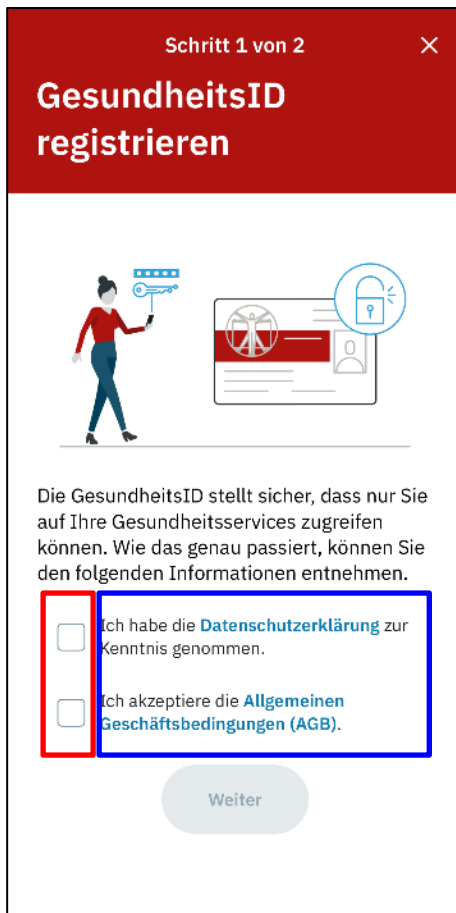 Schritt 1 von 2
GesundheitsID
registrieren
Die GesundheitsID stellt sicher, dass nur Sie
auf Ihre Gesundheitsservices zugreifen
können. Wie das genau passiert, können Sie
den folgenden Informationen entnehmen.
Ich habe die Datenschutzerklärung zur
Kenntnis genommen.
Ich akzeptiere die Allgemeinen
Geschäftsbedingungen (AGB).
Weiter